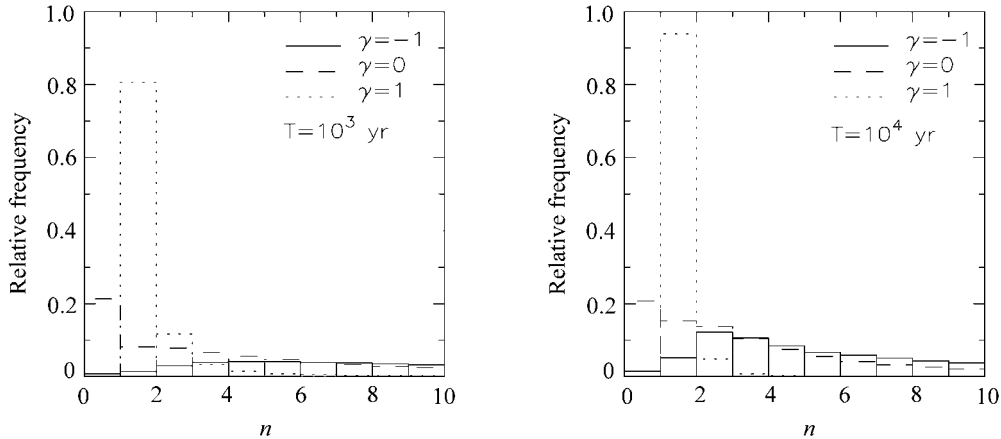 1.0
0.8
0.6
0.4
0.2
0
Relative frequency
γ=−1
γ=0
γ=1
T=10³ yr
0 2 4 6 8 10
n
1.0
0.8
0.6
0.4
0.2
0
Relative frequency
γ=−1
γ=0
γ=1
T=10⁴ yr
0 2 4 6 8 10
n